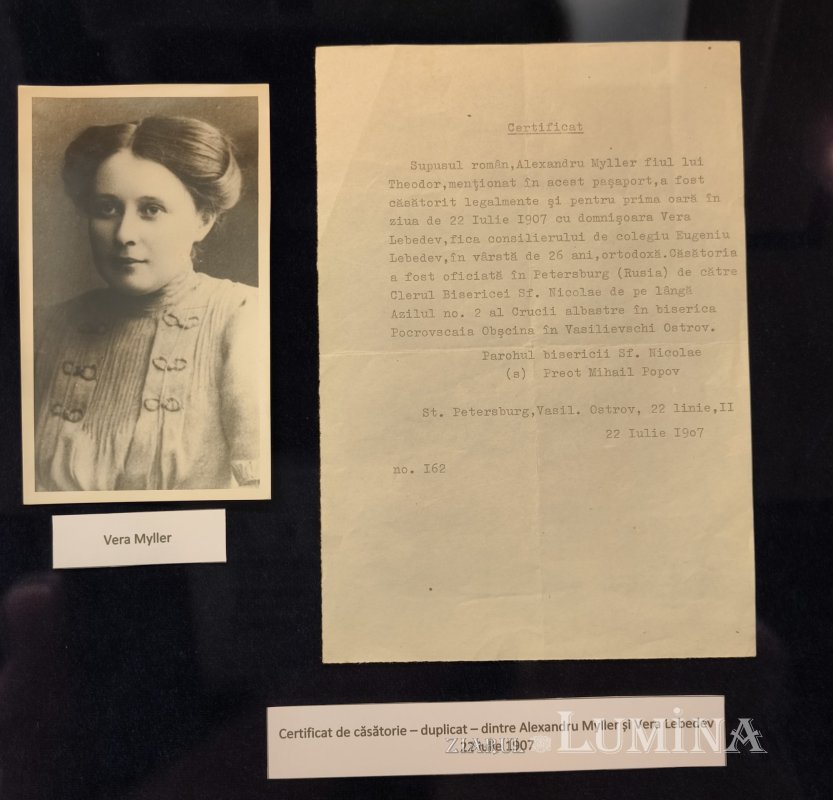 Certificat
Supusul român,Alexandru Myller fiul lui
Theodor,menţionat în acest paşaport,a fost
căsătorit legalmente şi pentru prima oară în
ziua de 22 Iulie I907 cu domnişoara Vera
Lebedev,fica consilierului de colegiu Eugeniu
Lebedev,în vârstă de 26 ani,ortodoxă.Căsătoria
a fost oficiată în Petersburg (Rusia) de către
Clerul Bisericei Sf. Nicolae de pe lângă
Azilul no. 2 al Crucii albastre în biserica
Pocrovscaia Obşcina în Vasilievschi Ostrov.
Parohul bisericii Sf. Nicolae
(s) Preot Mihail Popov
St. Petersburg,Vasil. Ostrov, 22 linie,II
22 Iulie I9o7
no. I62
Vera Myller
Certificat de căsătorie – duplicat – dintre Alexandru Myller și Vera Lebedev
22 iulie 1907
ZIARUL LUMINA